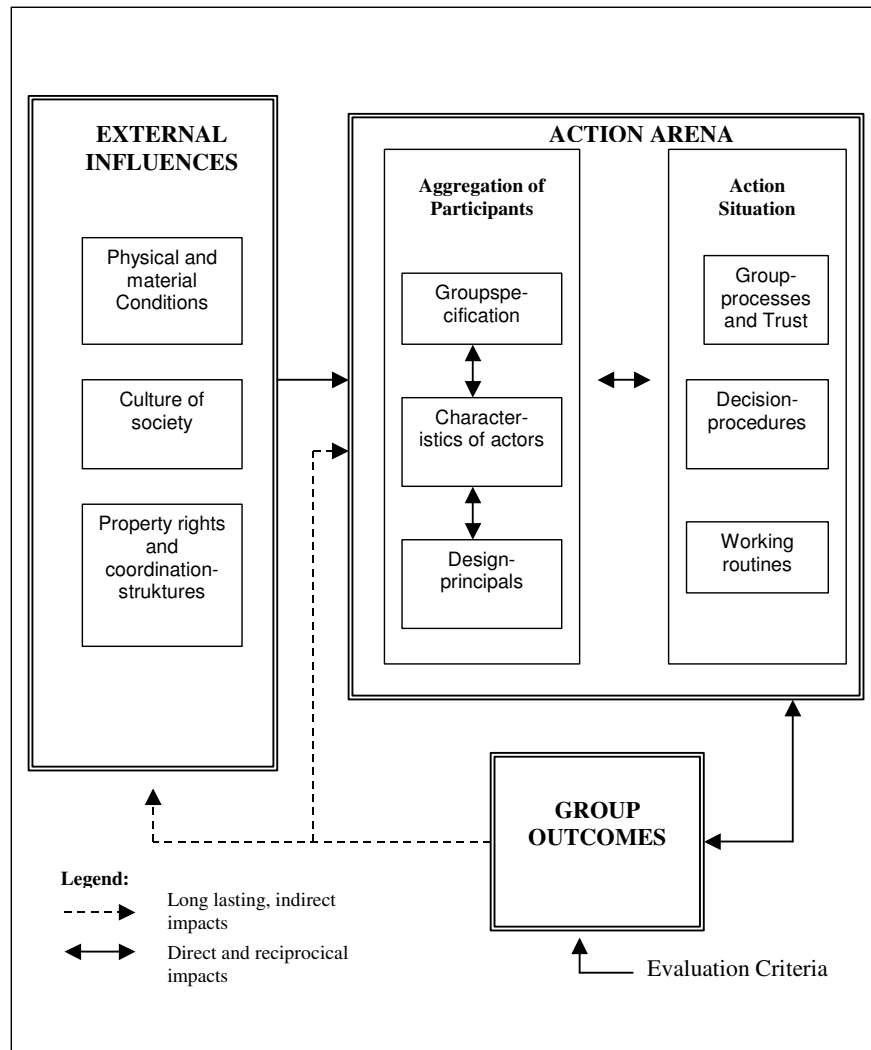 EXTERNAL
INFLUENCES
Physical and
material
Conditions
Culture of
society
Property rights
and
coordination-
struktures
ACTION ARENA
Aggregation of
Participants
Groupspe-
cification
Character-
istics of actors
Design-
principals
Action
Situation
Group-
processes
and Trust
Decision-
procedures
Working
routines
GROUP
OUTCOMES
Evaluation Criteria
Legend:
Long lasting, indirect
impacts
Direct and reciprocical
impacts